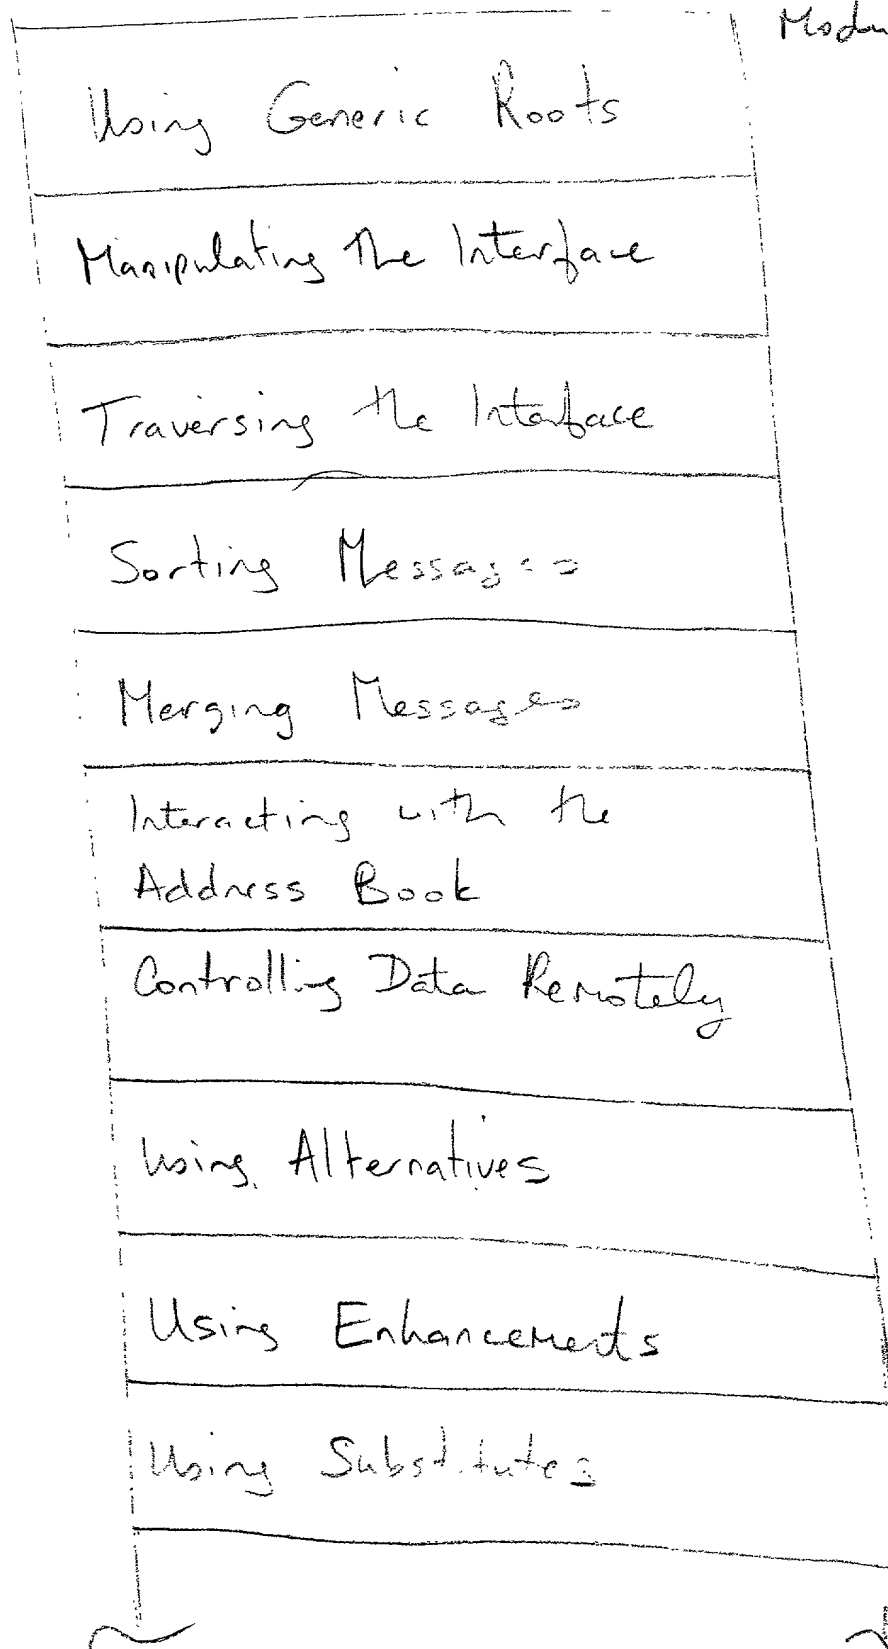 Using Generic Roots
Manipulating the Interface
Traversing the Interface
Sorting Messages
Merging Messages
Interacting with the
Address Book
Controlling Data Remotely
Using Alternatives
Using Enhancements
Using Substitutes